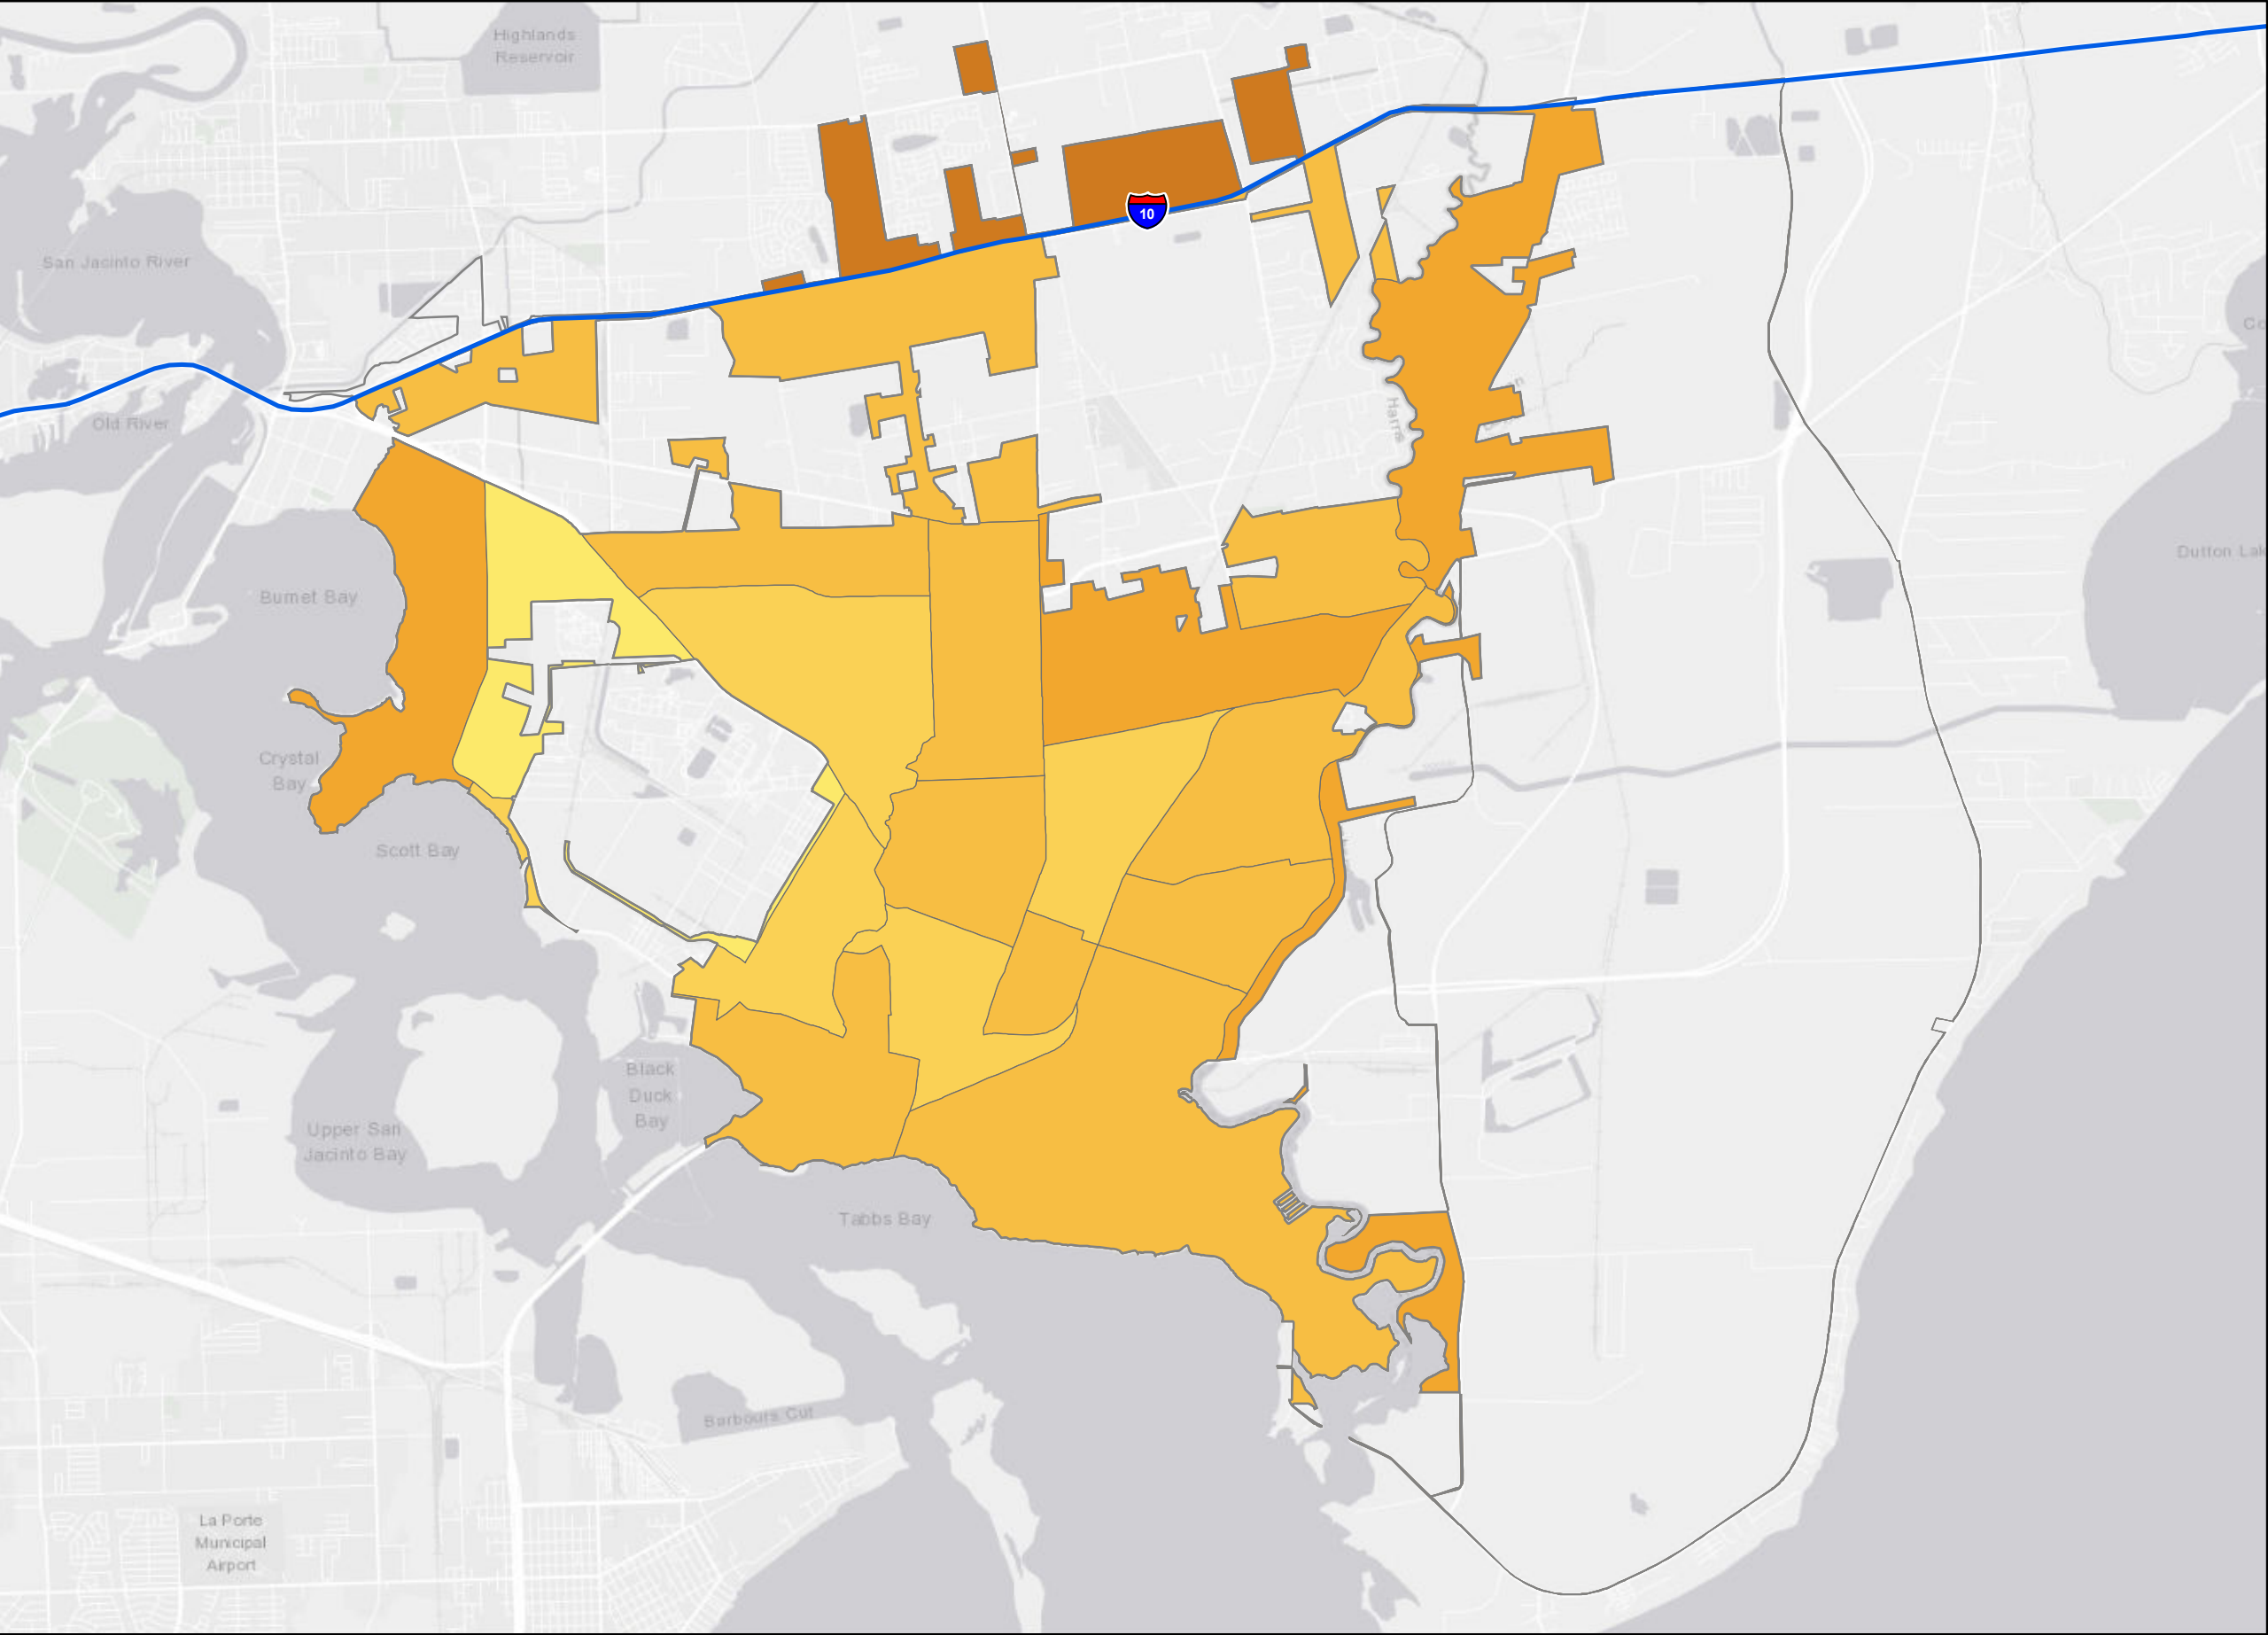 Highlands
Reservoir
10
San Jacinto River
Old River
Harris
Dutton Lak
Burnet Bay
Crystal
Bay
Scott Bay
Black
Duck
Bay
Upper San
Jacinto Bay
Tabbs Bay
Barbours Cut
La Porte
Municipal
Airport